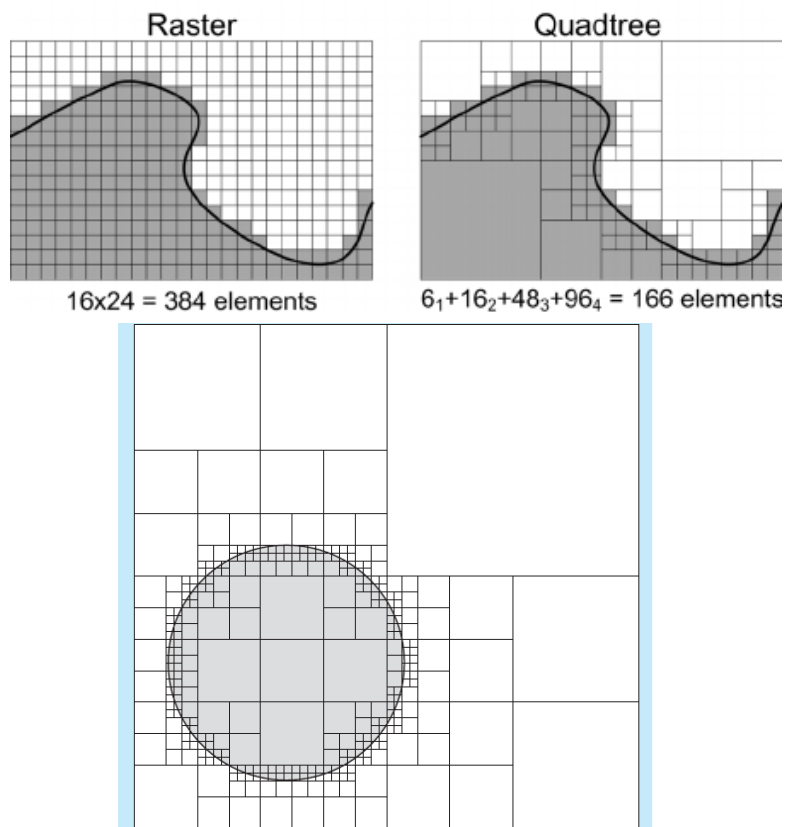 Raster
Quadtree
16x24 = 384 elements
6₁+16₂+48₃+96₄ = 166 elements